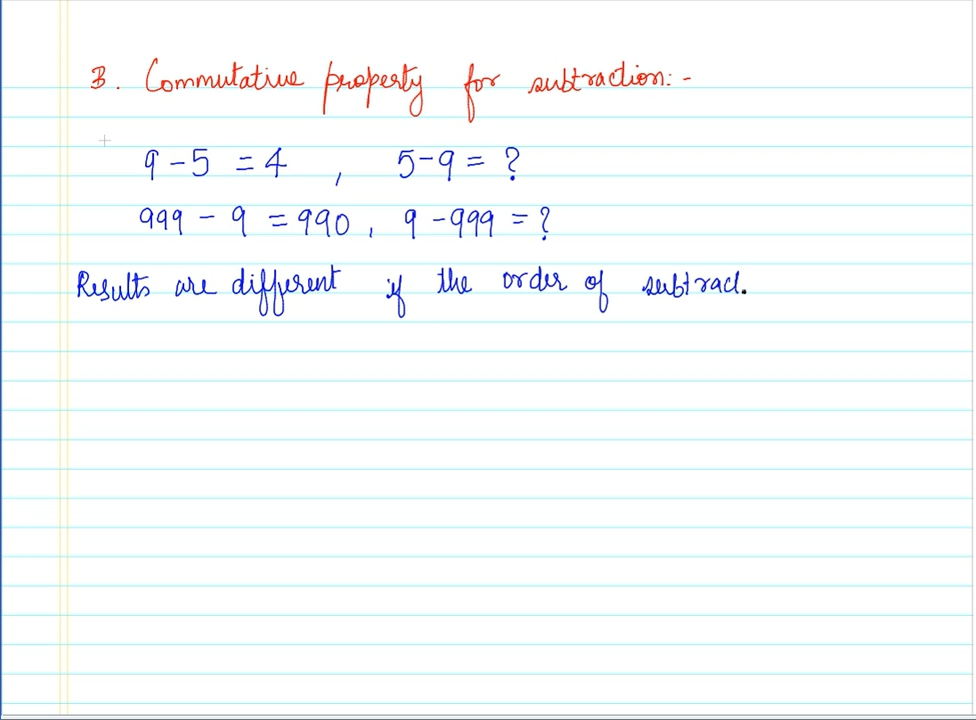 B. Commutative property for subtraction:-
9 - 5 = 4 , 5 - 9 = ?
999 - 9 = 990 , 9 - 999 = ?
Results are different if the order of subtract.